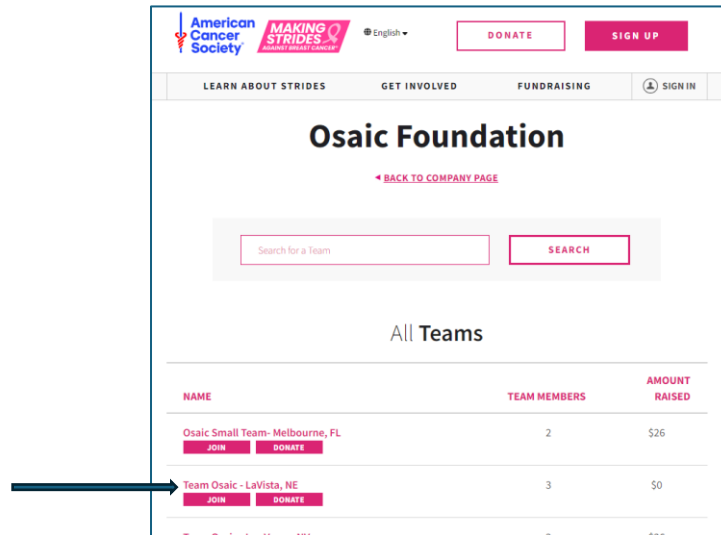 American
Cancer
Society
MAKING
STRIDES
AGAINST BREAST CANCER
English
DONATE
SIGN UP
LEARN ABOUT STRIDES
GET INVOLVED
FUNDRAISING
SIGN IN
Osaic Foundation
BACK TO COMPANY PAGE
Search for a Team
SEARCH
All Teams
NAME
TEAM MEMBERS
AMOUNT
RAISED
Osaic Small Team- Melbourne, FL
2
$26
JOIN
DONATE
Team Osaic - LaVista, NE
3
$0
JOIN
DONATE